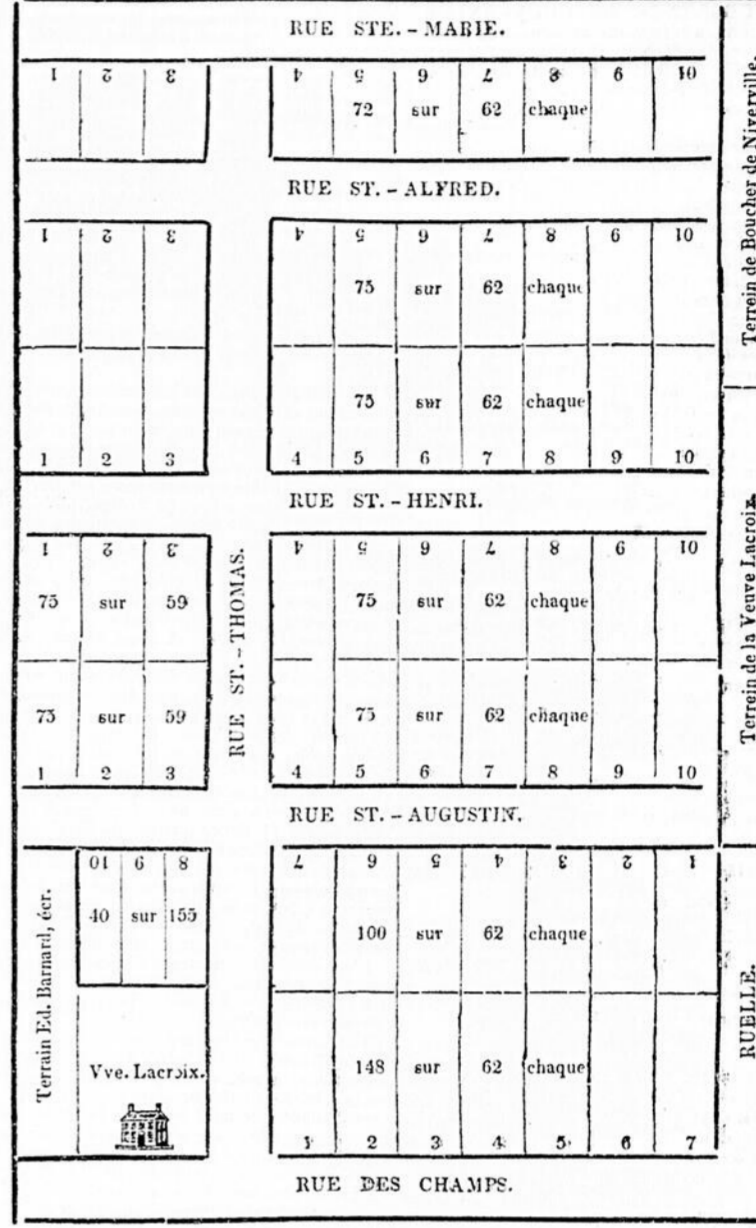 RUE STE.-MARIE.
1 2 3 4 5 6 7 8 9 10
72 sur 62 chaque
RUE ST.-ALFRED.
1 2 3 4 5 6 7 8 9 10
75 sur 62 chaque
75 sur 62 chaque
1 2 3 4 5 6 7 8 9 10
RUE ST.-HENRI.
1 2 3 4 5 6 7 8 9 10
75 sur 59 75 sur 62 chaque
75 sur 59 75 sur 62 chaque
1 2 3 4 5 6 7 8 9 10
RUE ST.-THOMAS.
RUE ST.-AUGUSTIN.
10 9 8 7 6 5 4 3 2 1
40 sur 155 100 sur 62 chaque
Terrain Ed. Barnard, écr.
Vve. Lacroix.
148 sur 62 chaque
1 2 3 4 5 6 7
RUE DES CHAMPS.
Terrein de Boucher de Niverville.
Terrein de la Veuve Lacroix
RUELLE.